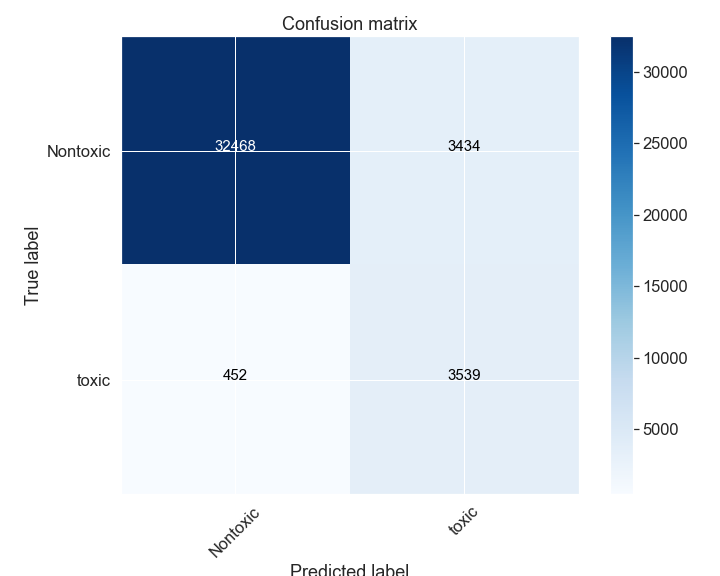 Confusion matrix
True label
Nontoxic
32468
3434
toxic
452
3539
Nontoxic
toxic
Predicted label
30000
25000
20000
15000
10000
5000